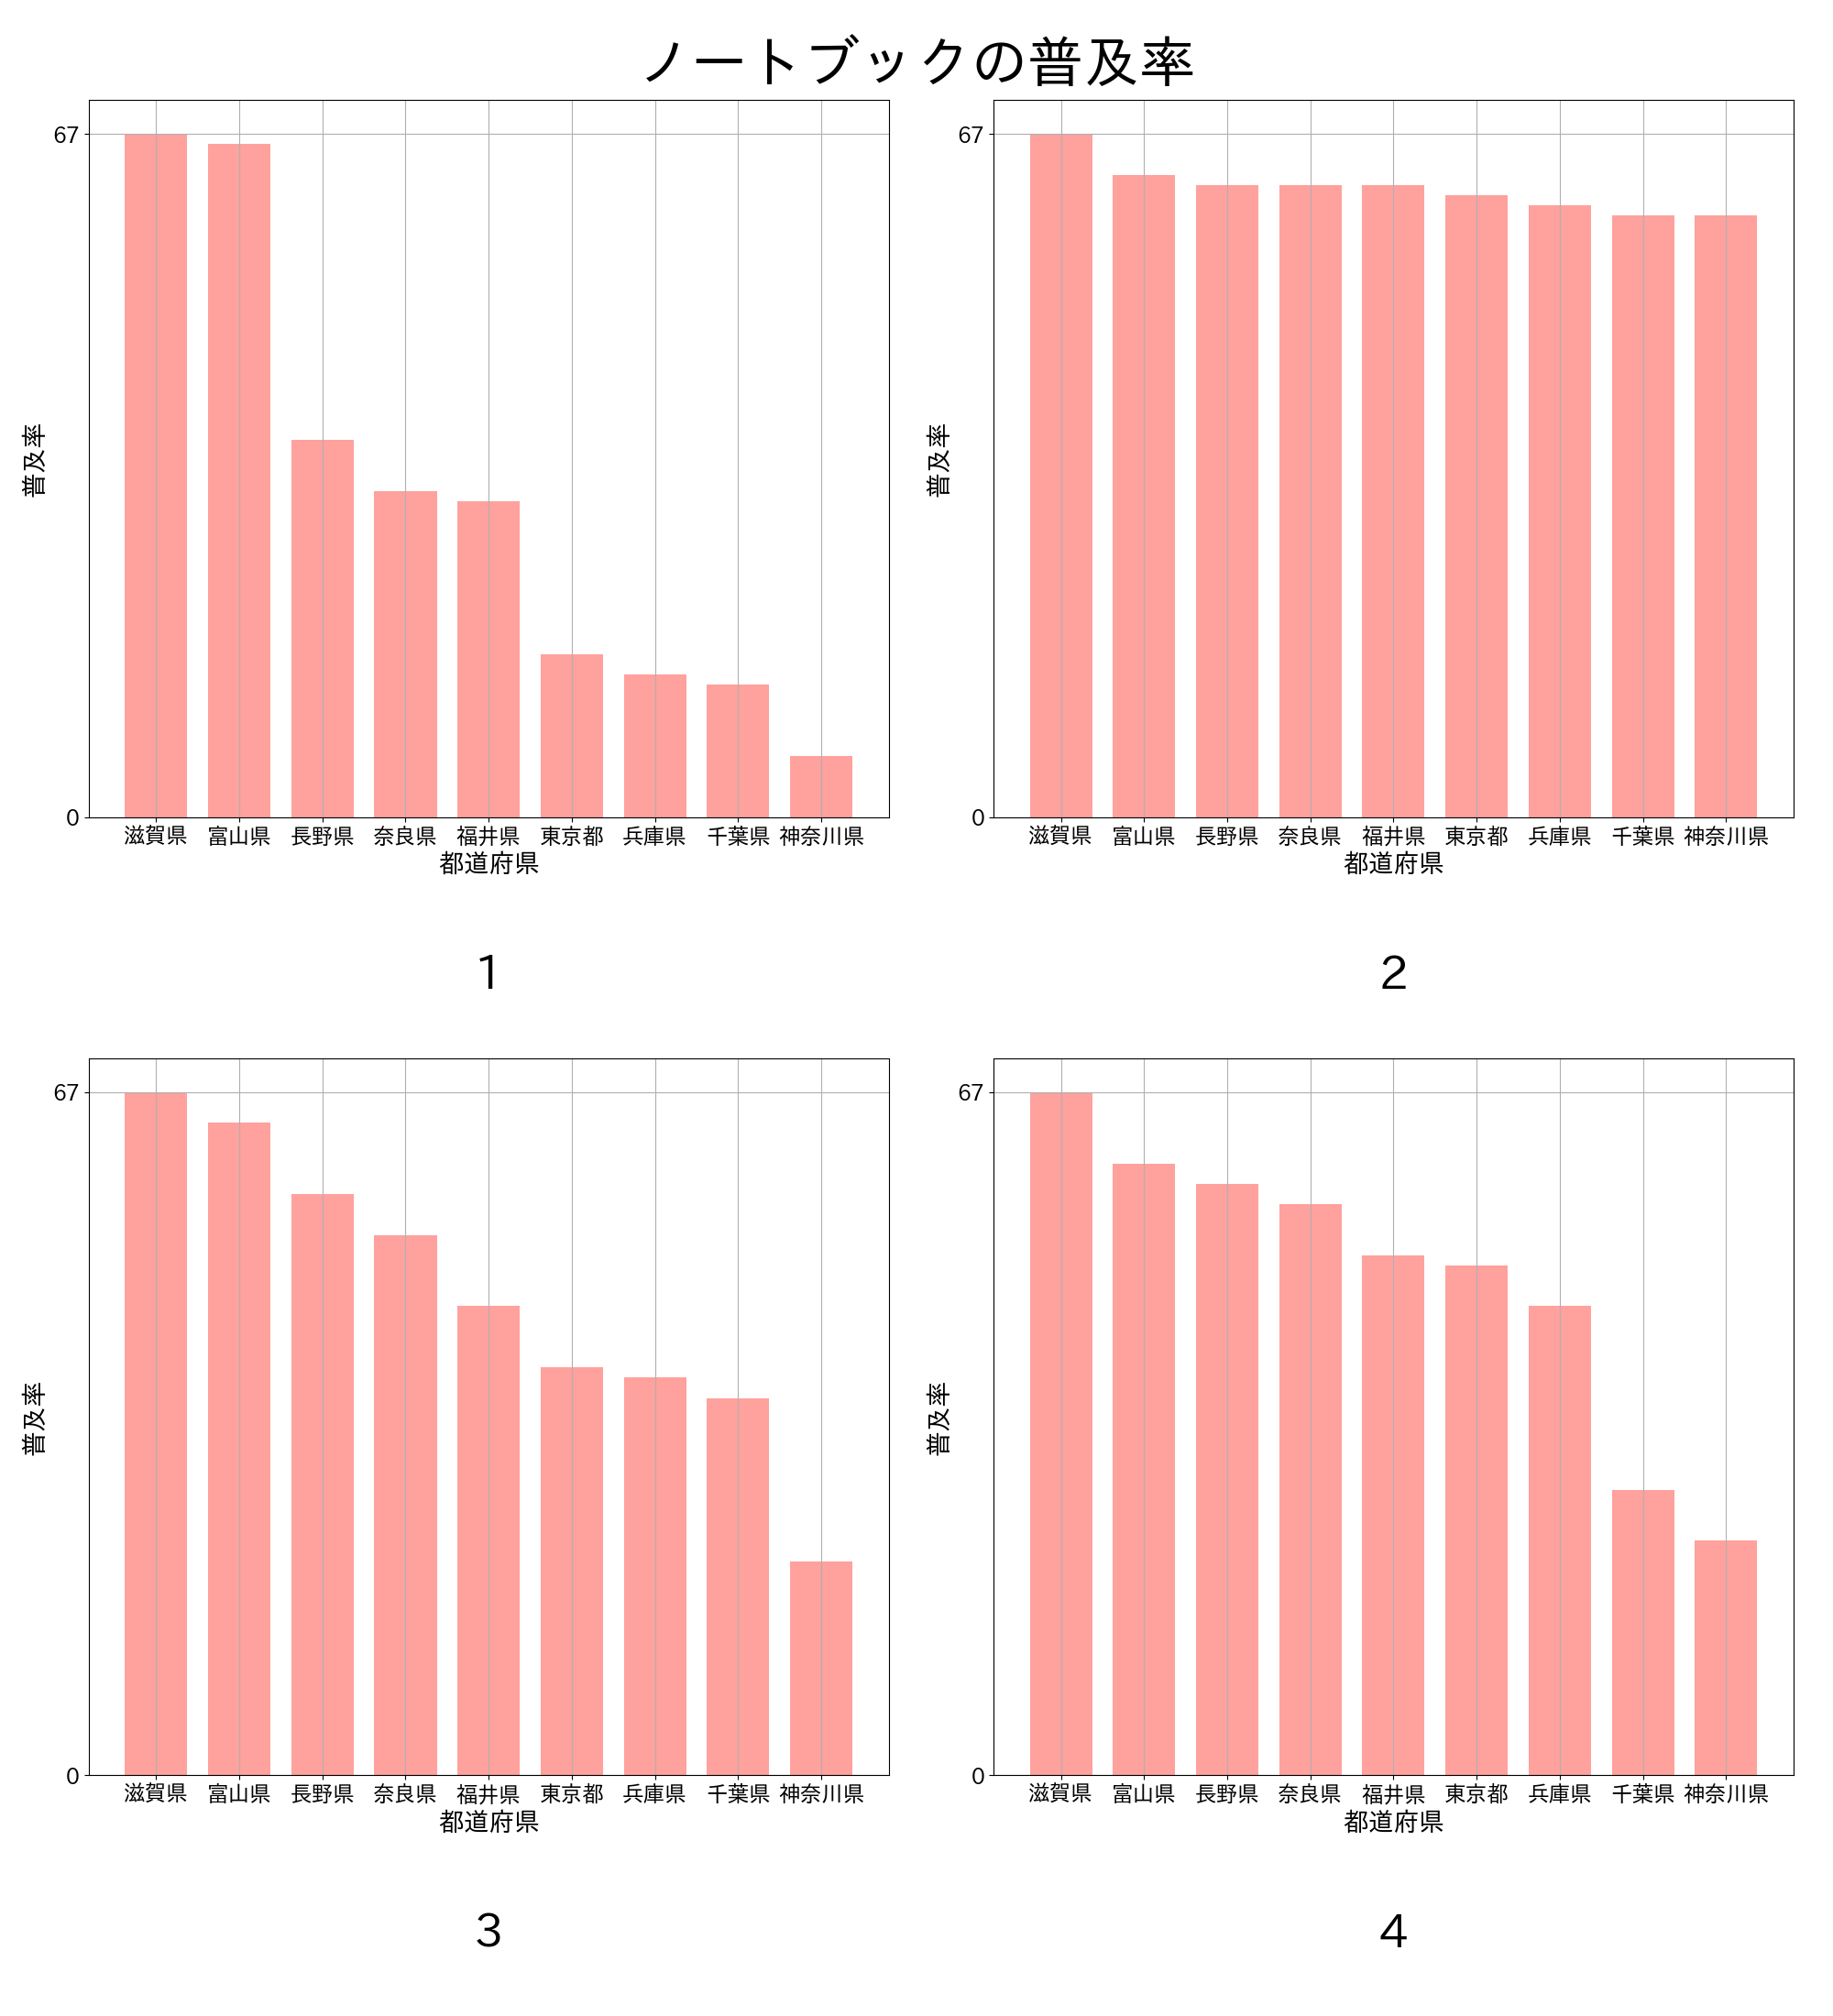 ノートブックの普及率
67
0
普及率
滋賀県 富山県 長野県 奈良県 福井県 東京都 兵庫県 千葉県 神奈川県
都道府県
1
67
0
普及率
滋賀県 富山県 長野県 奈良県 福井県 東京都 兵庫県 千葉県 神奈川県
都道府県
2
67
0
普及率
滋賀県 富山県 長野県 奈良県 福井県 東京都 兵庫県 千葉県 神奈川県
都道府県
3
67
0
普及率
滋賀県 富山県 長野県 奈良県 福井県 東京都 兵庫県 千葉県 神奈川県
都道府県
4